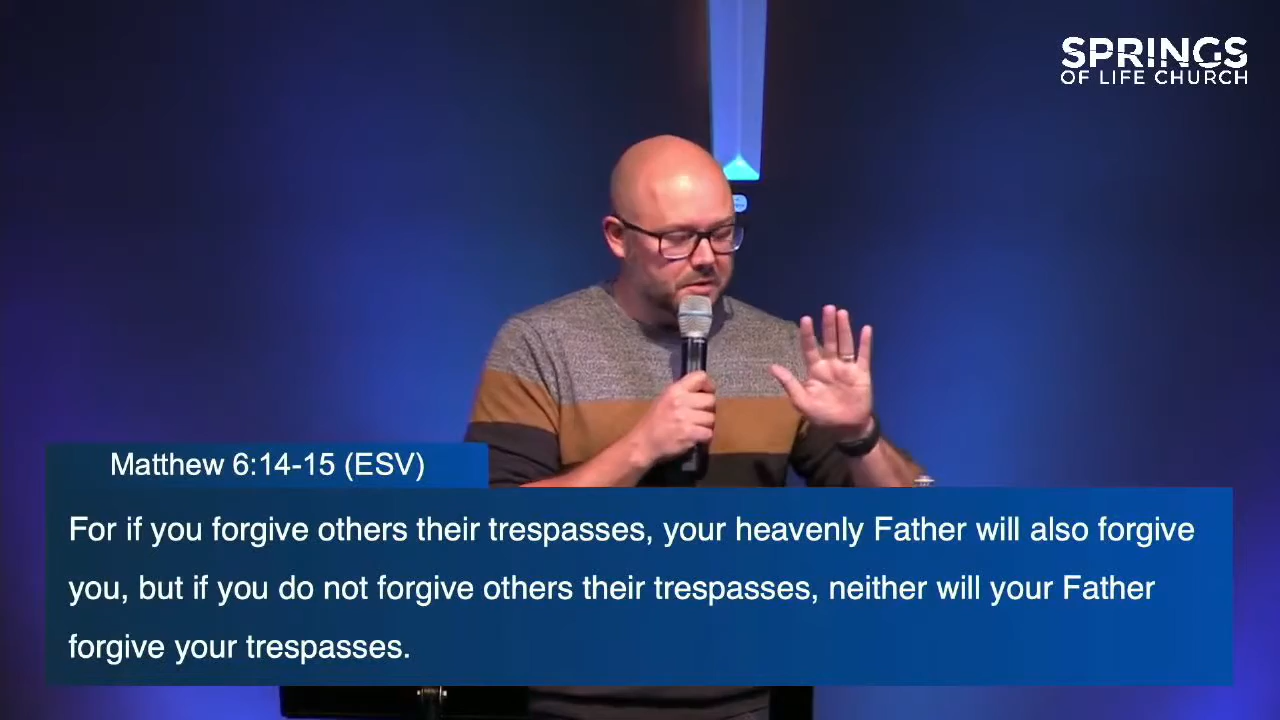 SPRINGS
OF LIFE CHURCH
Matthew 6:14-15 (ESV)
For if you forgive others their trespasses, your heavenly Father will also forgive
you, but if you do not forgive others their trespasses, neither will your Father
forgive your trespasses.